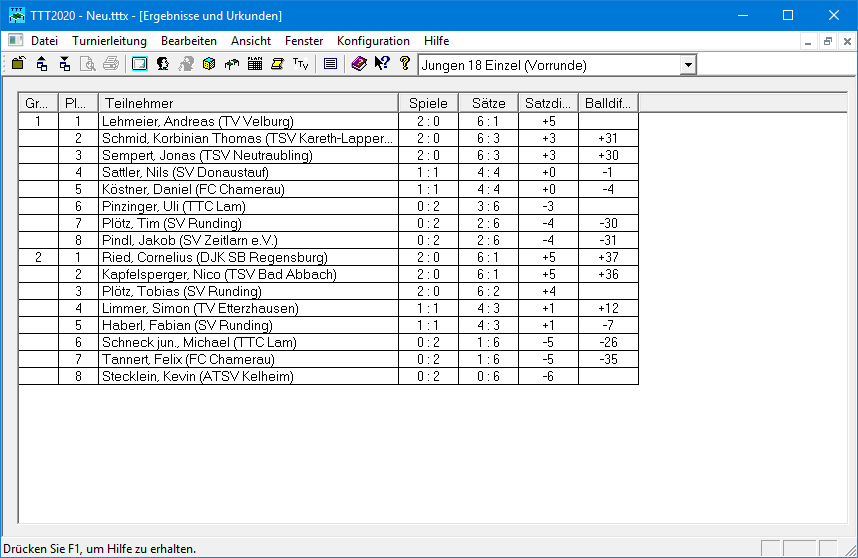 TTT2020 - Neu.tttx - [Ergebnisse und Urkunden]
Datei Turnierleitung Bearbeiten Ansicht Fenster Konfiguration Hilfe
Jungen 18 Einzel (Vorrunde)
Gr... Pl... Teilnehmer Spiele Sätze Satzdi... Balldif...
1 1 Lehmeier, Andreas (TV Velburg) 2 : 0 6 : 1 +5
2 Schmid, Korbinian Thomas (TSV Kareth-Lapper... 2 : 0 6 : 3 +3 +31
3 Sempert, Jonas (TSV Neutraubling) 2 : 0 6 : 3 +3 +30
4 Sattler, Nils (SV Donaustauf) 1 : 1 4 : 4 +0 -1
5 Köstner, Daniel (FC Chamerau) 1 : 1 4 : 4 +0 -4
6 Pinzinger, Uli (TTC Lam) 0 : 2 3 : 6 -3
7 Plötz, Tim (SV Runding) 0 : 2 2 : 6 -4 -30
8 Pindl, Jakob (SV Zeitlarn e.V.) 0 : 2 2 : 6 -4 -31
2 1 Ried, Cornelius (DJK SB Regensburg) 2 : 0 6 : 1 +5 +37
2 Kapfelsperger, Nico (TSV Bad Abbach) 2 : 0 6 : 1 +5 +36
3 Plötz, Tobias (SV Runding) 2 : 0 6 : 2 +4
4 Limmer, Simon (TV Etterzhausen) 1 : 1 4 : 3 +1 +12
5 Haberl, Fabian (SV Runding) 1 : 1 4 : 3 +1 -7
6 Schneck jun., Michael (TTC Lam) 0 : 2 1 : 6 -5 -26
7 Tannert, Felix (FC Chamerau) 0 : 2 1 : 6 -5 -35
8 Stecklein, Kevin (ATSV Kelheim) 0 : 2 0 : 6 -6
Drücken Sie F1, um Hilfe zu erhalten.